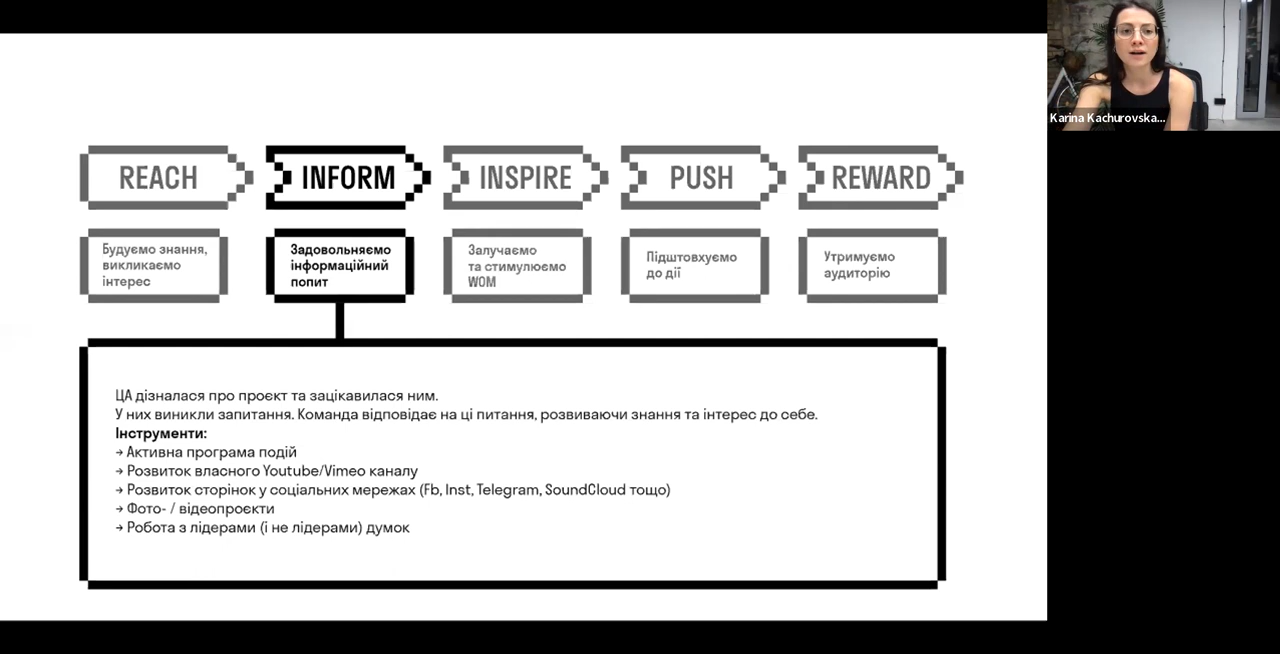 REACH
INFORM
INSPIRE
PUSH
REWARD
Будуємо знання,
викликаємо
інтерес
Задовольняємо
інформаційний
попит
Залучаємо
та стимулюємо
WOM
Підштовхуємо
до дії
Утримуємо
аудиторію
ЦА дізналася про проєкт та зацікавилася ним.
У них виникли запитання. Команда відповідає на ці питання, розвиваючи знання та інтерес до себе.
Інструменти:
→ Активна програма подій
→ Розвиток власного Youtube/Vimeo каналу
→ Розвиток сторінок у соціальних мережах (Fb, Inst, Telegram, SoundCloud тощо)
→ Фото- / відеопроєкти
→ Робота з лідерами (і не лідерами) думок
Karina Kachurovska...